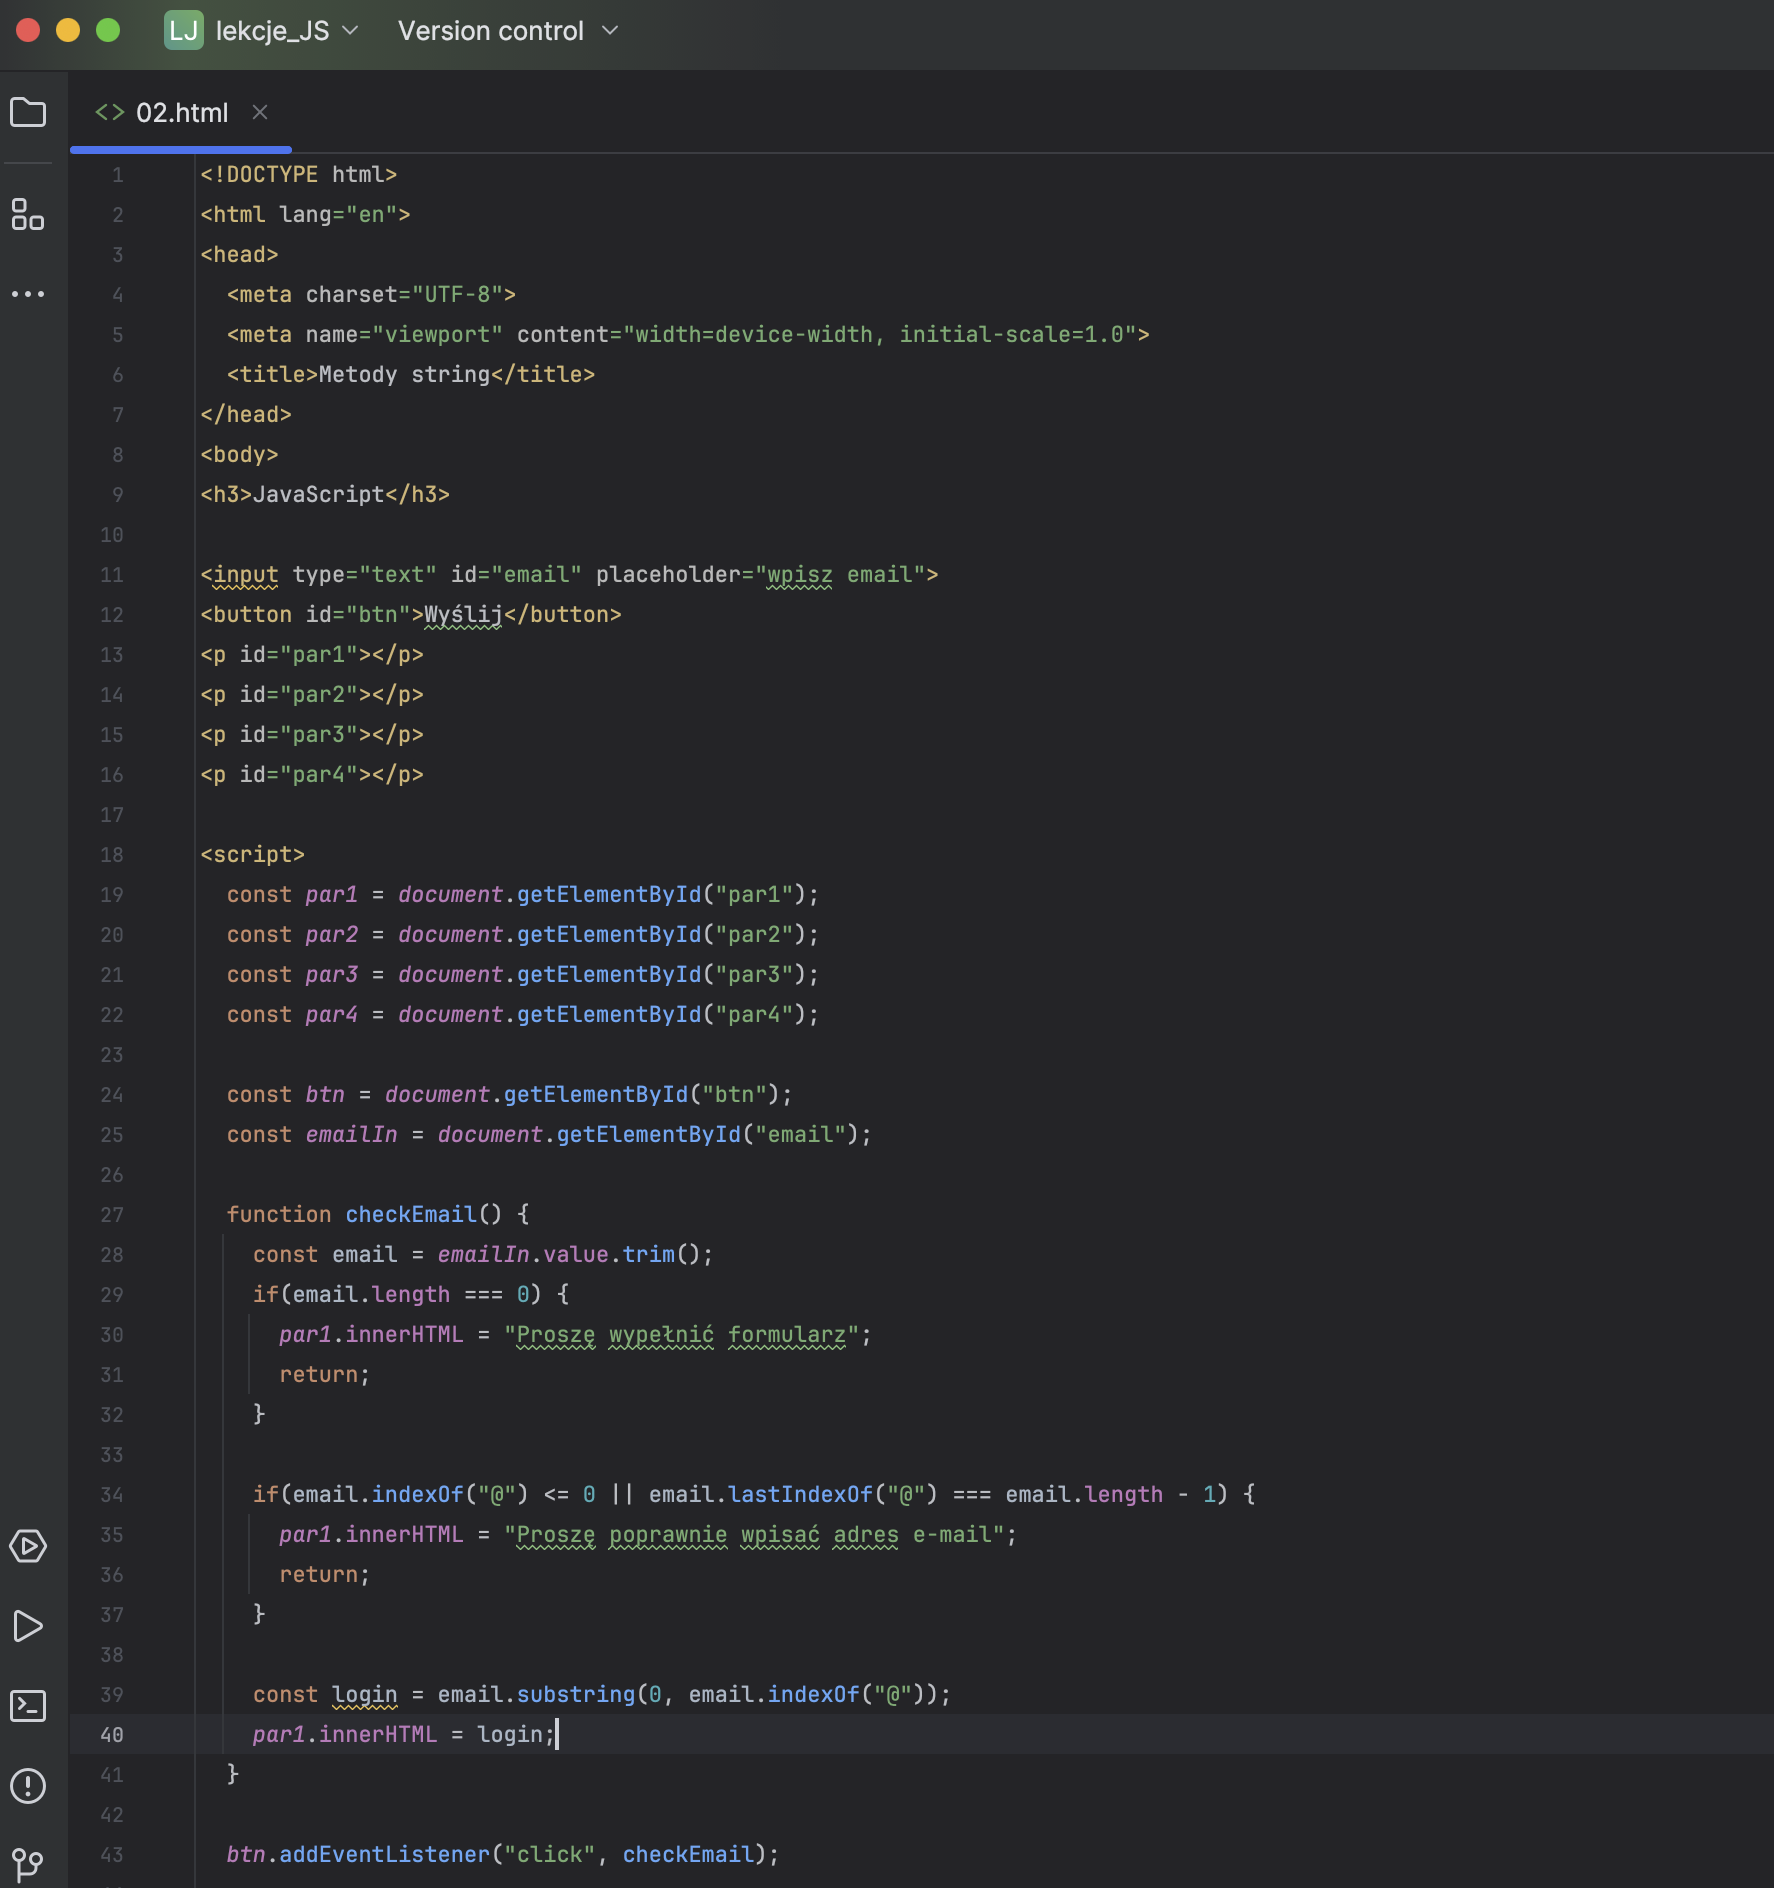 LJ lekcje_JS Version control
<> 02.html
1 <!DOCTYPE html>
2 <html lang="en">
3 <head>
4 <meta charset="UTF-8">
5 <meta name="viewport" content="width=device-width, initial-scale=1.0">
6 <title>Metody string</title>
7 </head>
8 <body>
9 <h3>JavaScript</h3>
10
11 <input type="text" id="email" placeholder="wpisz email">
12 <button id="btn">Wyślij</button>
13 <p id="par1"></p>
14 <p id="par2"></p>
15 <p id="par3"></p>
16 <p id="par4"></p>
17
18 <script>
19 const par1 = document.getElementById("par1");
20 const par2 = document.getElementById("par2");
21 const par3 = document.getElementById("par3");
22 const par4 = document.getElementById("par4");
23
24 const btn = document.getElementById("btn");
25 const emailIn = document.getElementById("email");
26
27 function checkEmail() {
28 const email = emailIn.value.trim();
29 if(email.length === 0) {
30 par1.innerHTML = "Proszę wypełnić formularz";
31 return;
32 }
33
34 if(email.indexOf("@") <= 0 || email.lastIndexOf("@") === email.length - 1) {
35 par1.innerHTML = "Proszę poprawnie wpisać adres e-mail";
36 return;
37 }
38
39 const login = email.substring(0, email.indexOf("@"));
40 par1.innerHTML = login;
41 }
42
43 btn.addEventListener("click", checkEmail);